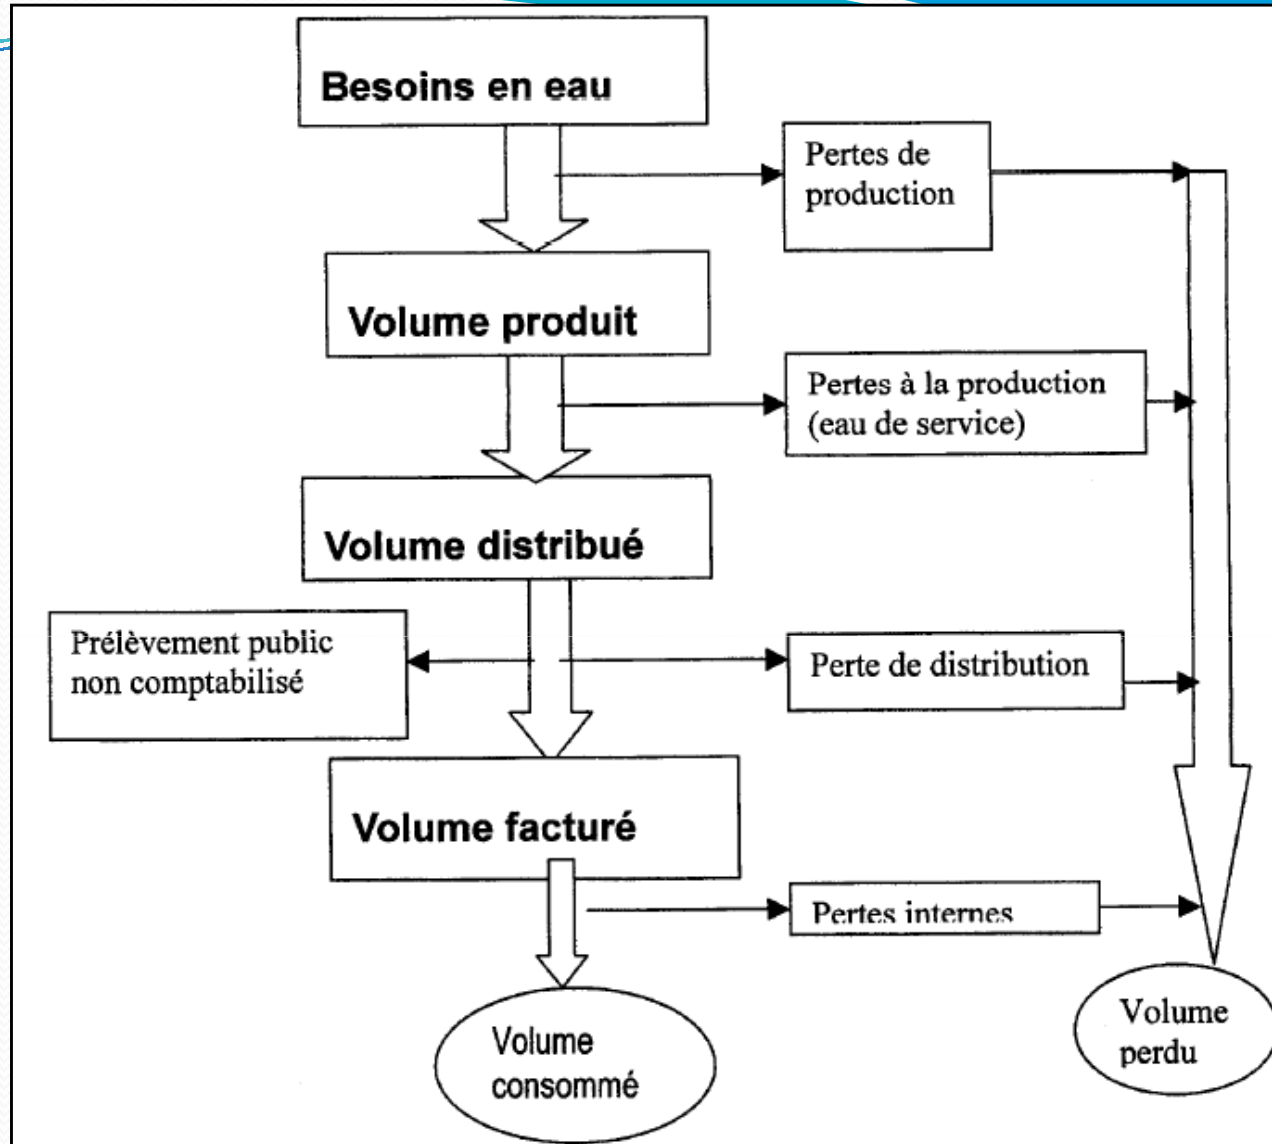 Besoins en eau
Pertes de
production
Volume produit
Pertes à la production
(eau de service)
Volume distribué
Prélèvement public
non comptabilisé
Perte de distribution
Volume facturé
Pertes internes
Volume
consommé
Volume
perdu